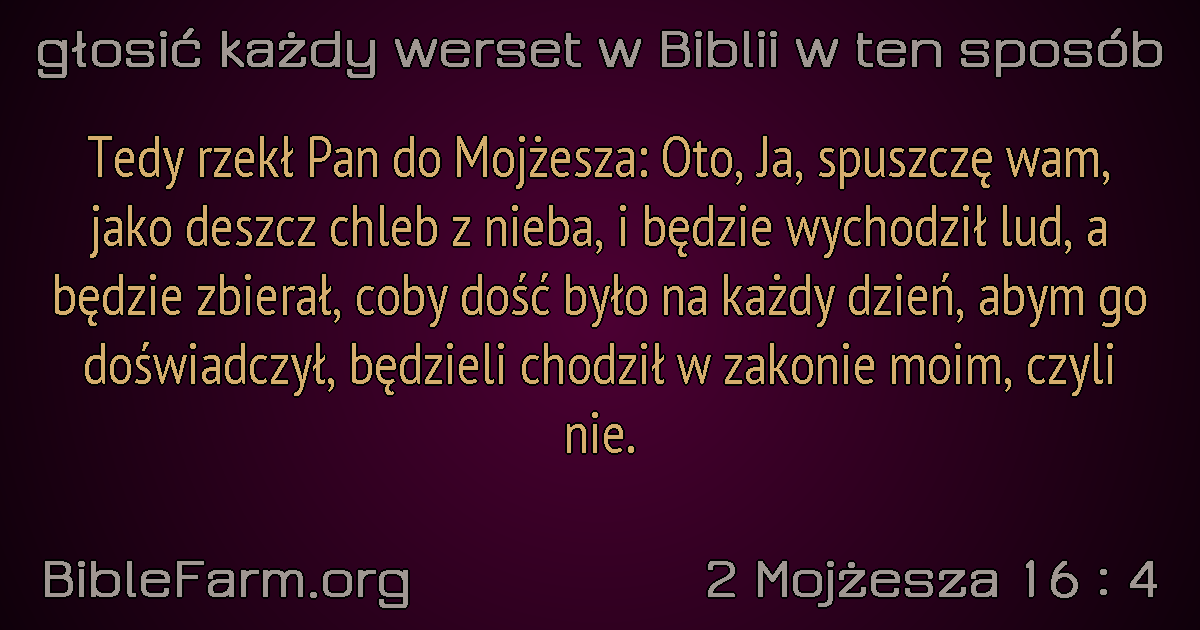 głosić każdy werset w Biblii w ten sposób
Tedy rzekł Pan do Mojżesza: Oto, Ja, spuszczę wam,
jako deszcz chleb z nieba, i będzie wychodził lud, a
będzie zbierał, coby dość było na każdy dzień, abym go
doświadczył, będzieli chodził w zakonie moim, czyli
nie.
BibleFarm.org
2 Mojżesza 16 : 4